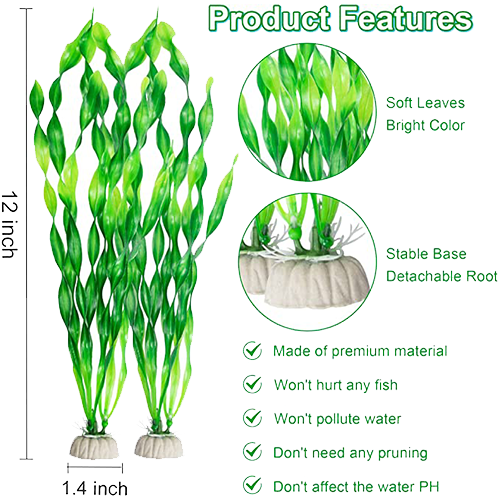 Product Features
Soft Leaves
Bright Color
12 inch
Stable Base
Detachable Root
Made of premium material
Won't hurt any fish
Won't pollute water
Don't need any pruning
Don't affect the water PH
1.4 inch